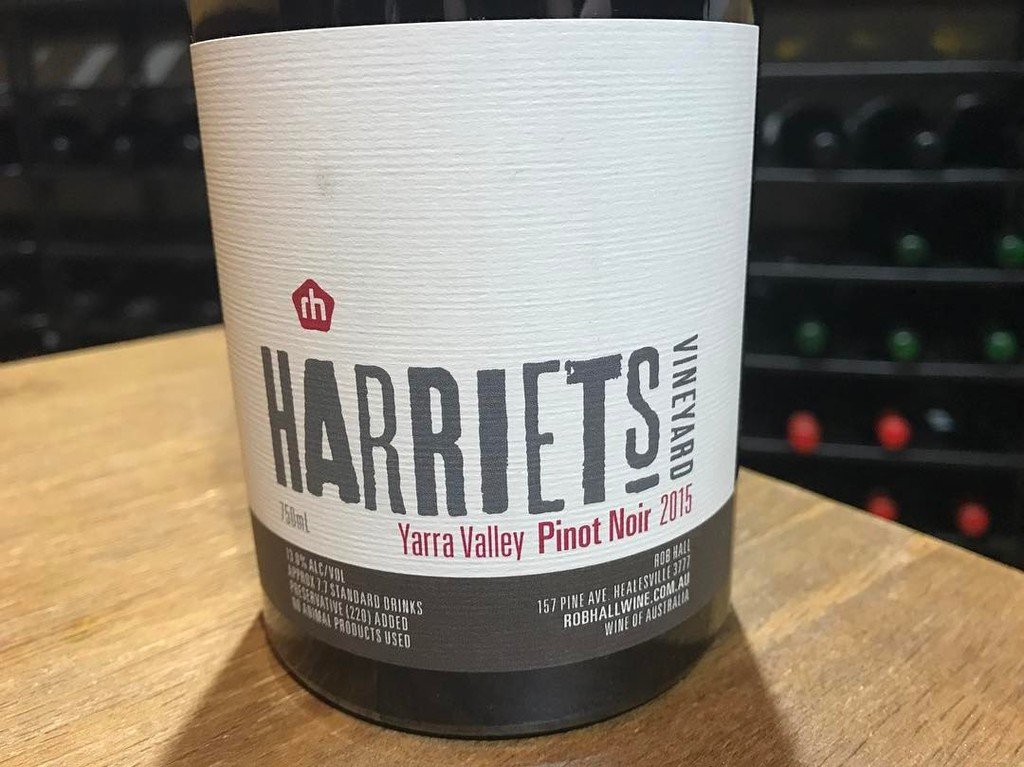 rh
HARRIETS
VINEYARD
750mL
Yarra Valley Pinot Noir 2015
13.0% ALC/VOL
APPROX 7.7 STANDARD DRINKS
PRESERVATIVE (220) ADDED
NO ANIMAL PRODUCTS USED
ROB HALL
157 PINE AVE. HEALESVILLE 3777
ROBHALLWINE.COM.AU
WINE OF AUSTRALIA